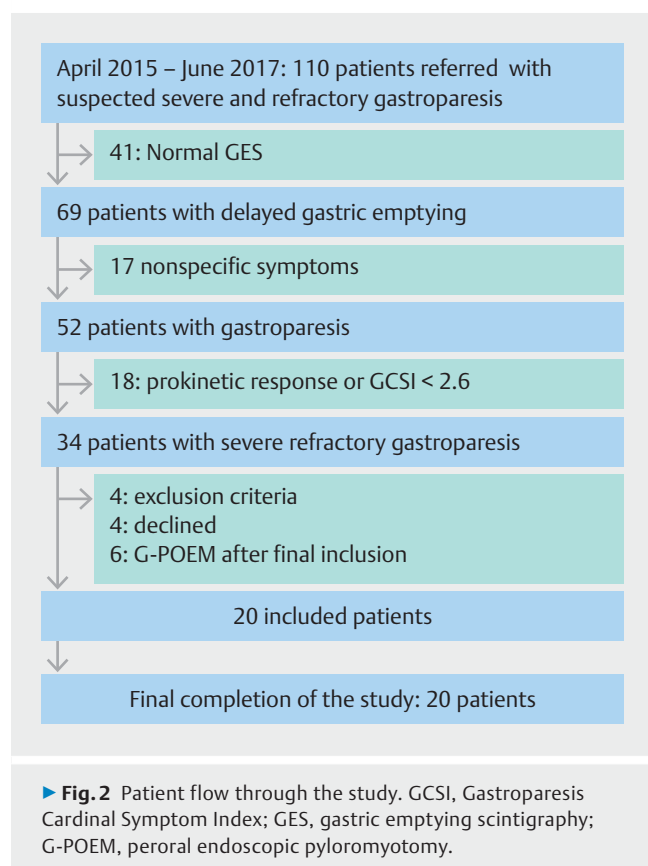 April 2015 – June 2017: 110 patients referred with
suspected severe and refractory gastroparesis
41: Normal GES
69 patients with delayed gastric emptying
17 nonspecific symptoms
52 patients with gastroparesis
18: prokinetic response or GCSI < 2.6
34 patients with severe refractory gastroparesis
4: exclusion criteria
4: declined
6: G-POEM after final inclusion
20 included patients
Final completion of the study: 20 patients
▶ Fig. 2 Patient flow through the study. GCSI, Gastroparesis
Cardinal Symptom Index; GES, gastric emptying scintigraphy;
G-POEM, peroral endoscopic pyloromyotomy.